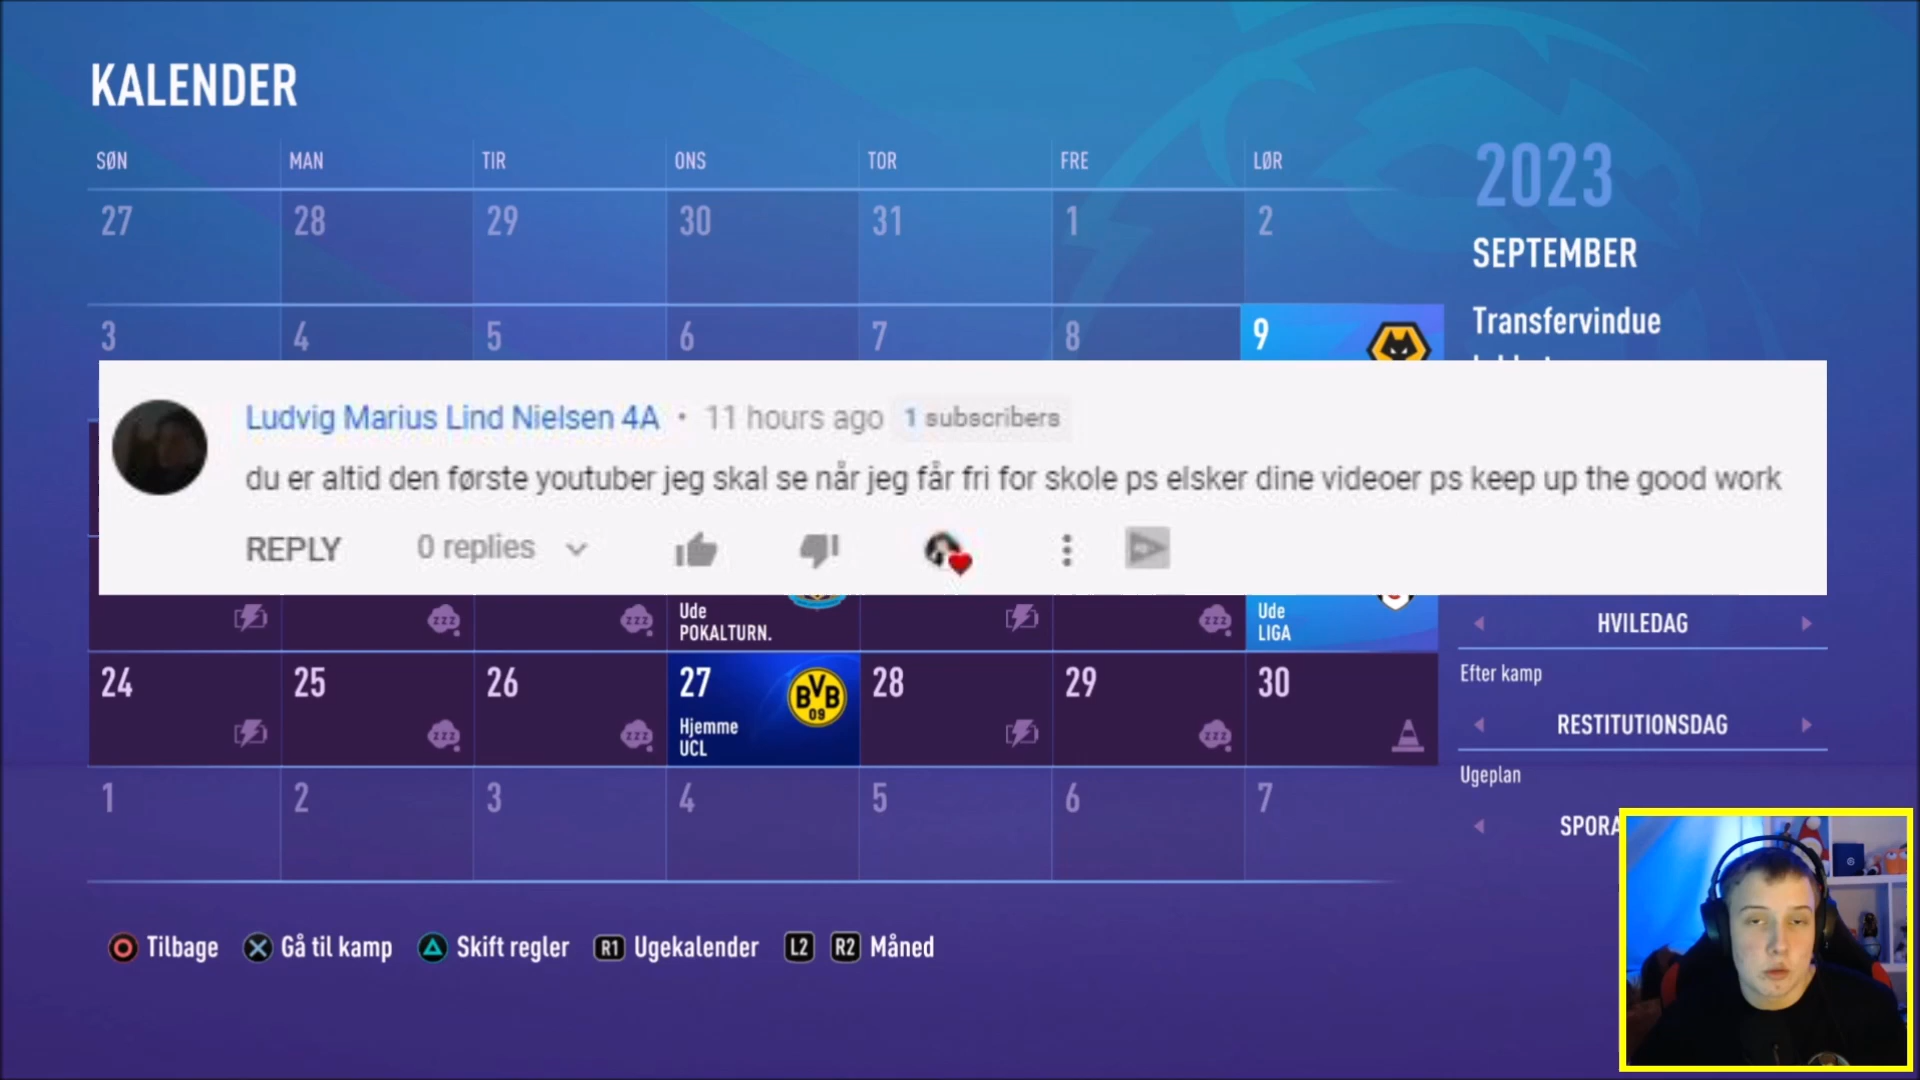 KALENDER
SØN MAN TIR ONS TOR FRE LØR
2023
27 28 29 30 31 1 2
SEPTEMBER
Transfervindue
3 4 5 6 7 8 9
Ludvig Marius Lind Nielsen 4A • 11 hours ago 1 subscribers
du er altid den første youtuber jeg skal se når jeg får fri for skole ps elsker dine videoer ps keep up the good work
REPLY 0 replies
Ude
POKALTURN.
Ude
LIGA
HVILEDAG
Efter kamp
24 25 26 27 28 29 30
BVB
09
Hjemme
UCL
RESTITUTIONSDAG
Ugeplan
1 2 3 4 5 6 7
Tilbage Gå til kamp Skift regler R1 Ugekalender L2 R2 Måned